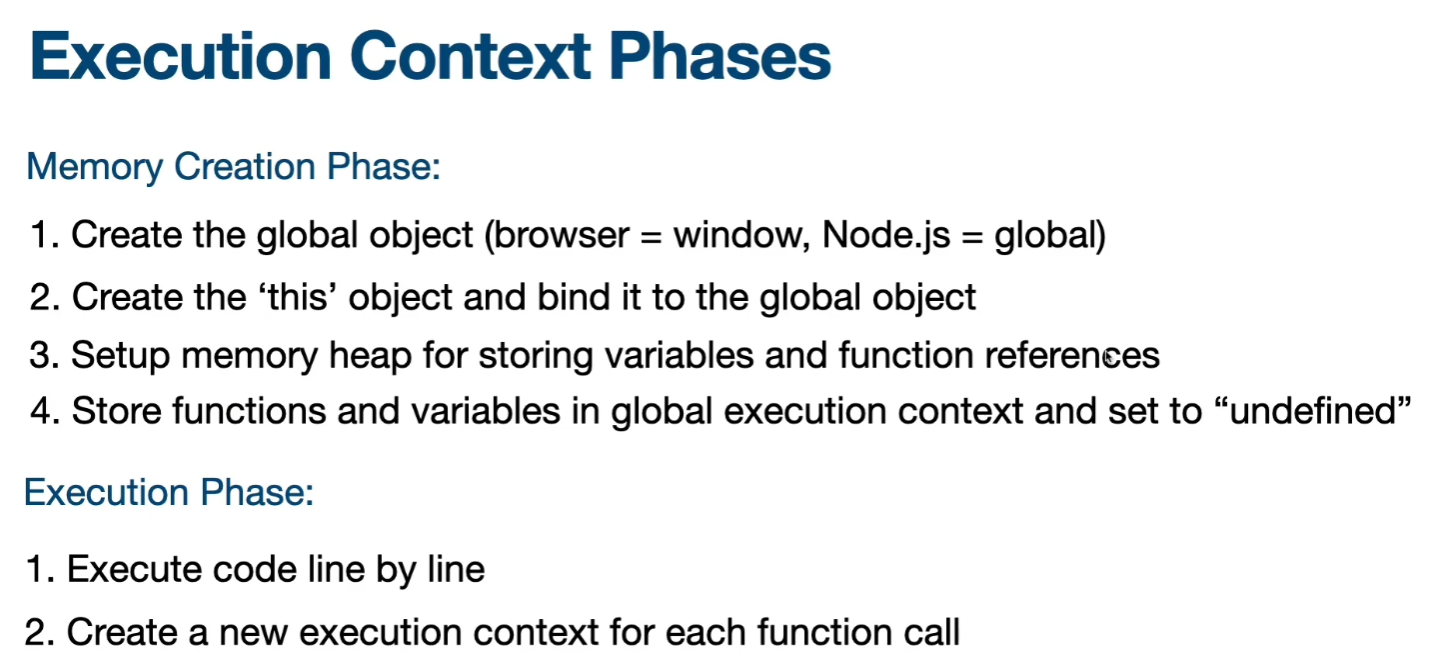 Execution Context Phases
Memory Creation Phase:
1. Create the global object (browser = window, Node.js = global)
2. Create the ‘this’ object and bind it to the global object
3. Setup memory heap for storing variables and function references
4. Store functions and variables in global execution context and set to “undefined”
Execution Phase:
1. Execute code line by line
2. Create a new execution context for each function call